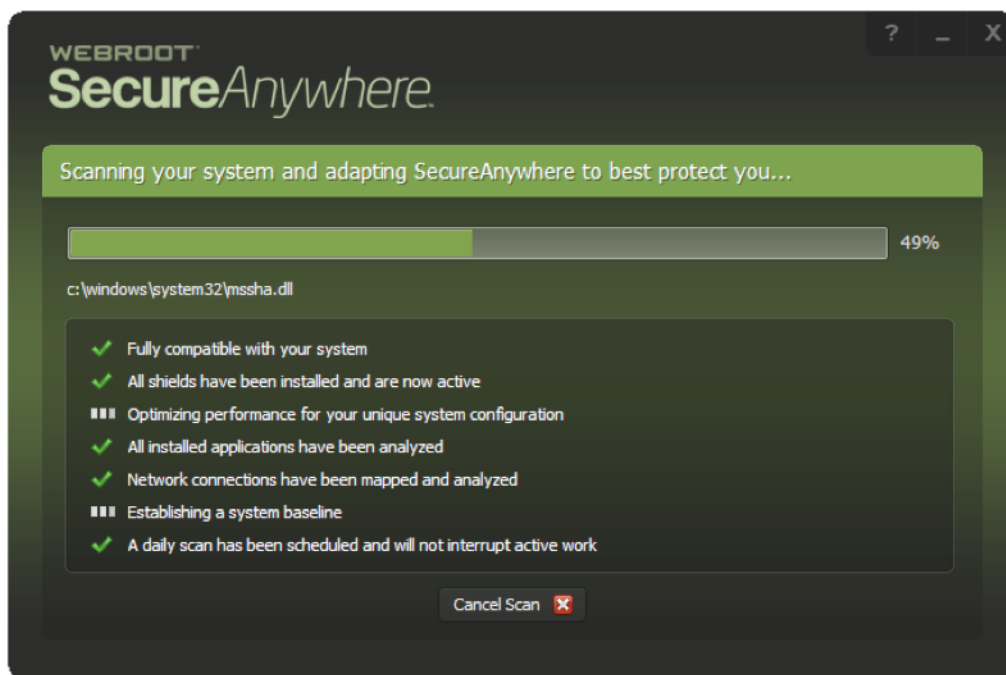 ? _ X
WEBROOT
SecureAnywhere.
Scanning your system and adapting SecureAnywhere to best protect you...
49%
c:\windows\system32\mssha.dll
Fully compatible with your system
All shields have been installed and are now active
Optimizing performance for your unique system configuration
All installed applications have been analyzed
Network connections have been mapped and analyzed
Establishing a system baseline
A daily scan has been scheduled and will not interrupt active work
Cancel Scan